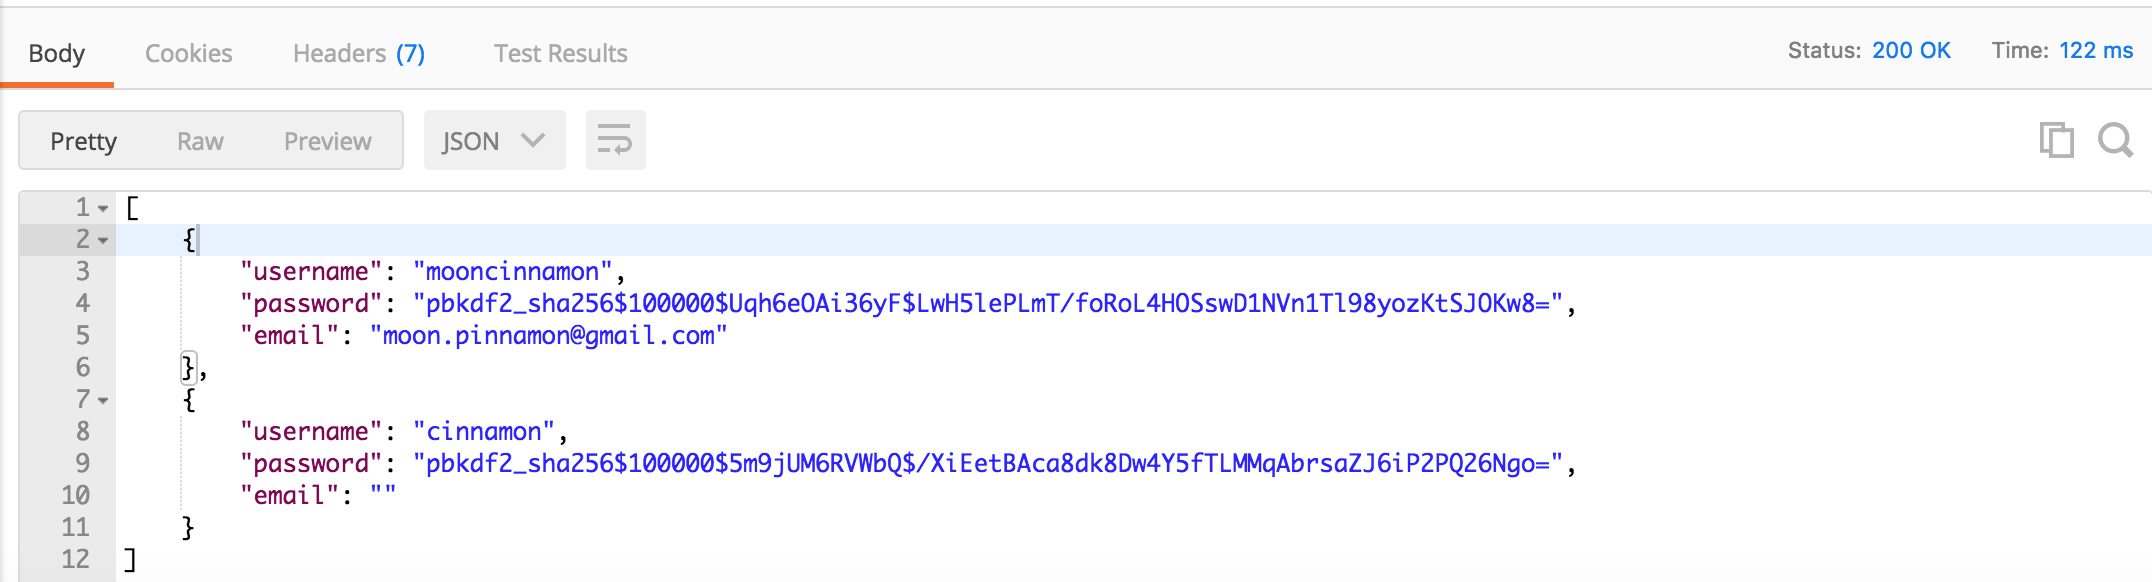 Body Cookies Headers (7) Test Results Status: 200 OK Time: 122 ms
Pretty Raw Preview JSON
1 [
2 {
3 "username": "mooncinnamon",
4 "password": "pbkdf2_sha256$100000$Uqh6eOAi36yF$LwH5lePLmT/foRoL4HOSswD1NVn1Tl98yozKtSJOKw8=",
5 "email": "moon.pinnamon@gmail.com"
6 },
7 {
8 "username": "cinnamon",
9 "password": "pbkdf2_sha256$100000$5m9jUM6RVWbQ$/XiEetBAca8dk8Dw4Y5fTLMMqAbrsaZJ6iP2PQ26Ngo=",
10 "email": ""
11 }
12 ]